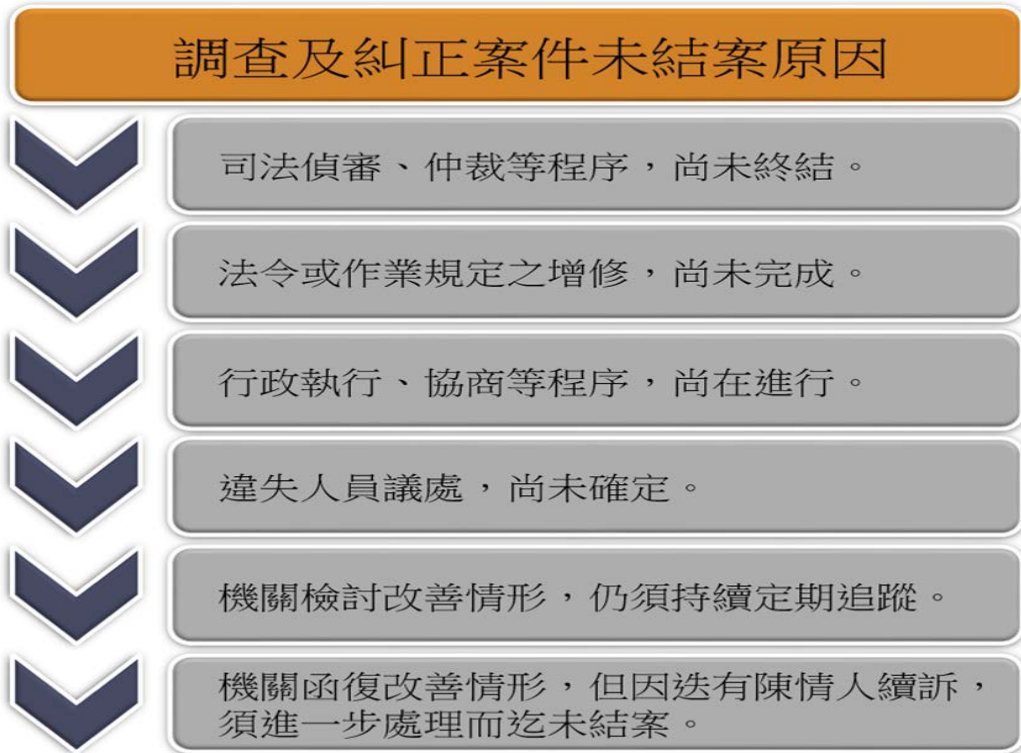 調查及糾正案件未結案原因
司法偵審、仲裁等程序，尚未終結。
法令或作業規定之增修，尚未完成。
行政執行、協商等程序，尚在進行。
違失人員議處，尚未確定。
機關檢討改善情形，仍須持續定期追蹤。
機關函復改善情形，但因迭有陳情人續訴，
須進一步處理而迄未結案。